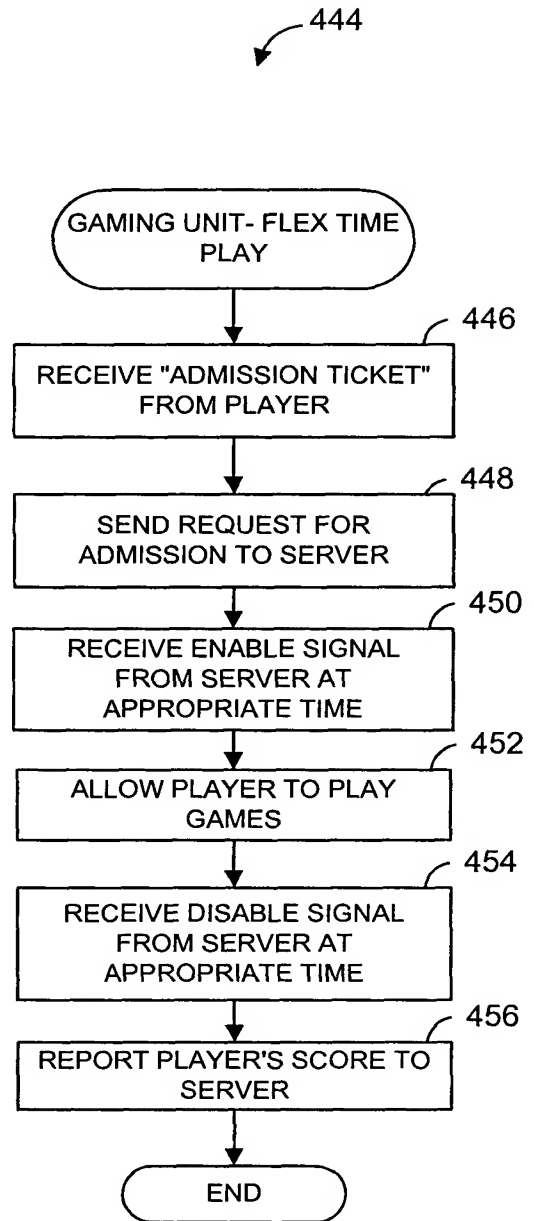 444
GAMING UNIT- FLEX TIME
PLAY
446
RECEIVE "ADMISSION TICKET"
FROM PLAYER
448
SEND REQUEST FOR
ADMISSION TO SERVER
450
RECEIVE ENABLE SIGNAL
FROM SERVER AT
APPROPRIATE TIME
452
ALLOW PLAYER TO PLAY
GAMES
454
RECEIVE DISABLE SIGNAL
FROM SERVER AT
APPROPRIATE TIME
456
REPORT PLAYER'S SCORE TO
SERVER
END